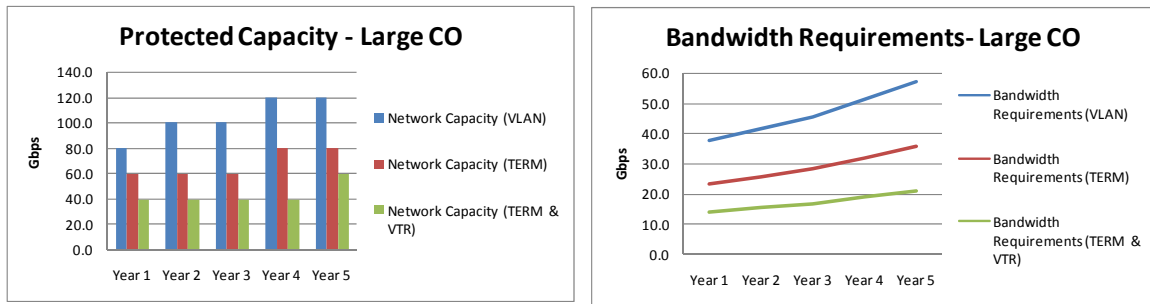 Protected Capacity - Large CO
Gbps
140.0
120.0
100.0
80.0
60.0
40.0
20.0
0.0
Year 1 Year 2 Year 3 Year 4 Year 5
Network Capacity (VLAN)
Network Capacity (TERM)
Network Capacity (TERM &
VTR)
Bandwidth Requirements- Large CO
Gbps
60.0
50.0
40.0
30.0
20.0
10.0
0.0
Year 1 Year 2 Year 3 Year 4 Year 5
Bandwidth
Requirements (VLAN)
Bandwidth
Requirements (TERM)
Bandwidth
Requirements (TERM &
VTR)